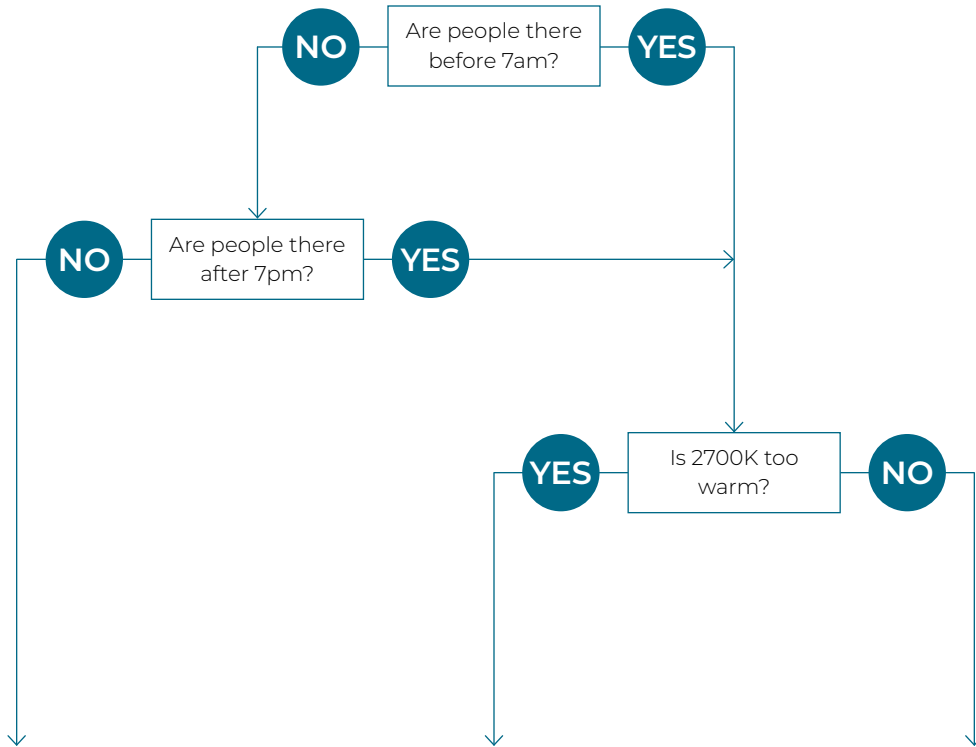 NO
Are people there
before 7am?
YES
NO
Are people there
after 7pm?
YES
YES
Is 2700K too
warm?
NO